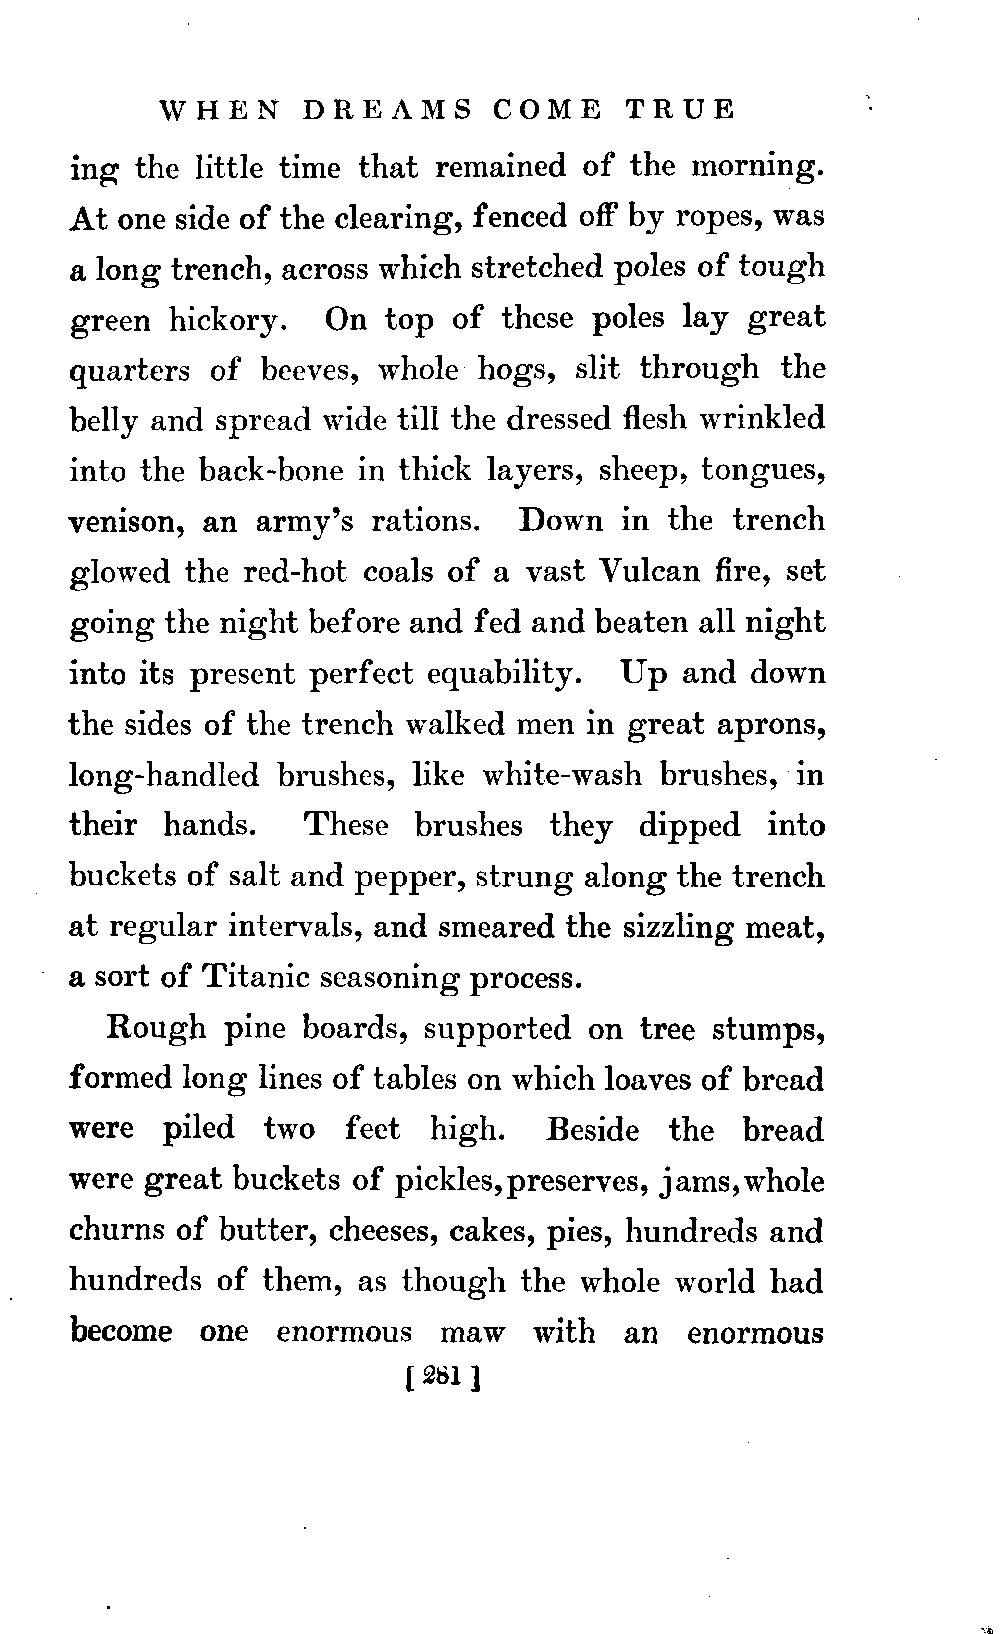 WHEN DREAMS COME TRUE
ing the little time that remained of the morning.
At one side of the clearing, fenced off by ropes, was
a long trench, across which stretched poles of tough
green hickory. On top of these poles lay great
quarters of beeves, whole hogs, slit through the
belly and spread wide till the dressed flesh wrinkled
into the back-bone in thick layers, sheep, tongues,
venison, an army's rations. Down in the trench
glowed the red-hot coals of a vast Vulcan fire, set
going the night before and fed and beaten all night
into its present perfect equability. Up and down
the sides of the trench walked men in great aprons,
long-handled brushes, like white-wash brushes, in
their hands. These brushes they dipped into
buckets of salt and pepper, strung along the trench
at regular intervals, and smeared the sizzling meat,
a sort of Titanic seasoning process.
Rough pine boards, supported on tree stumps,
formed long lines of tables on which loaves of bread
were piled two feet high. Beside the bread
were great buckets of pickles, preserves, jams, whole
churns of butter, cheeses, cakes, pies, hundreds and
hundreds of them, as though the whole world had
become one enormous maw with an enormous
[ 281 ]